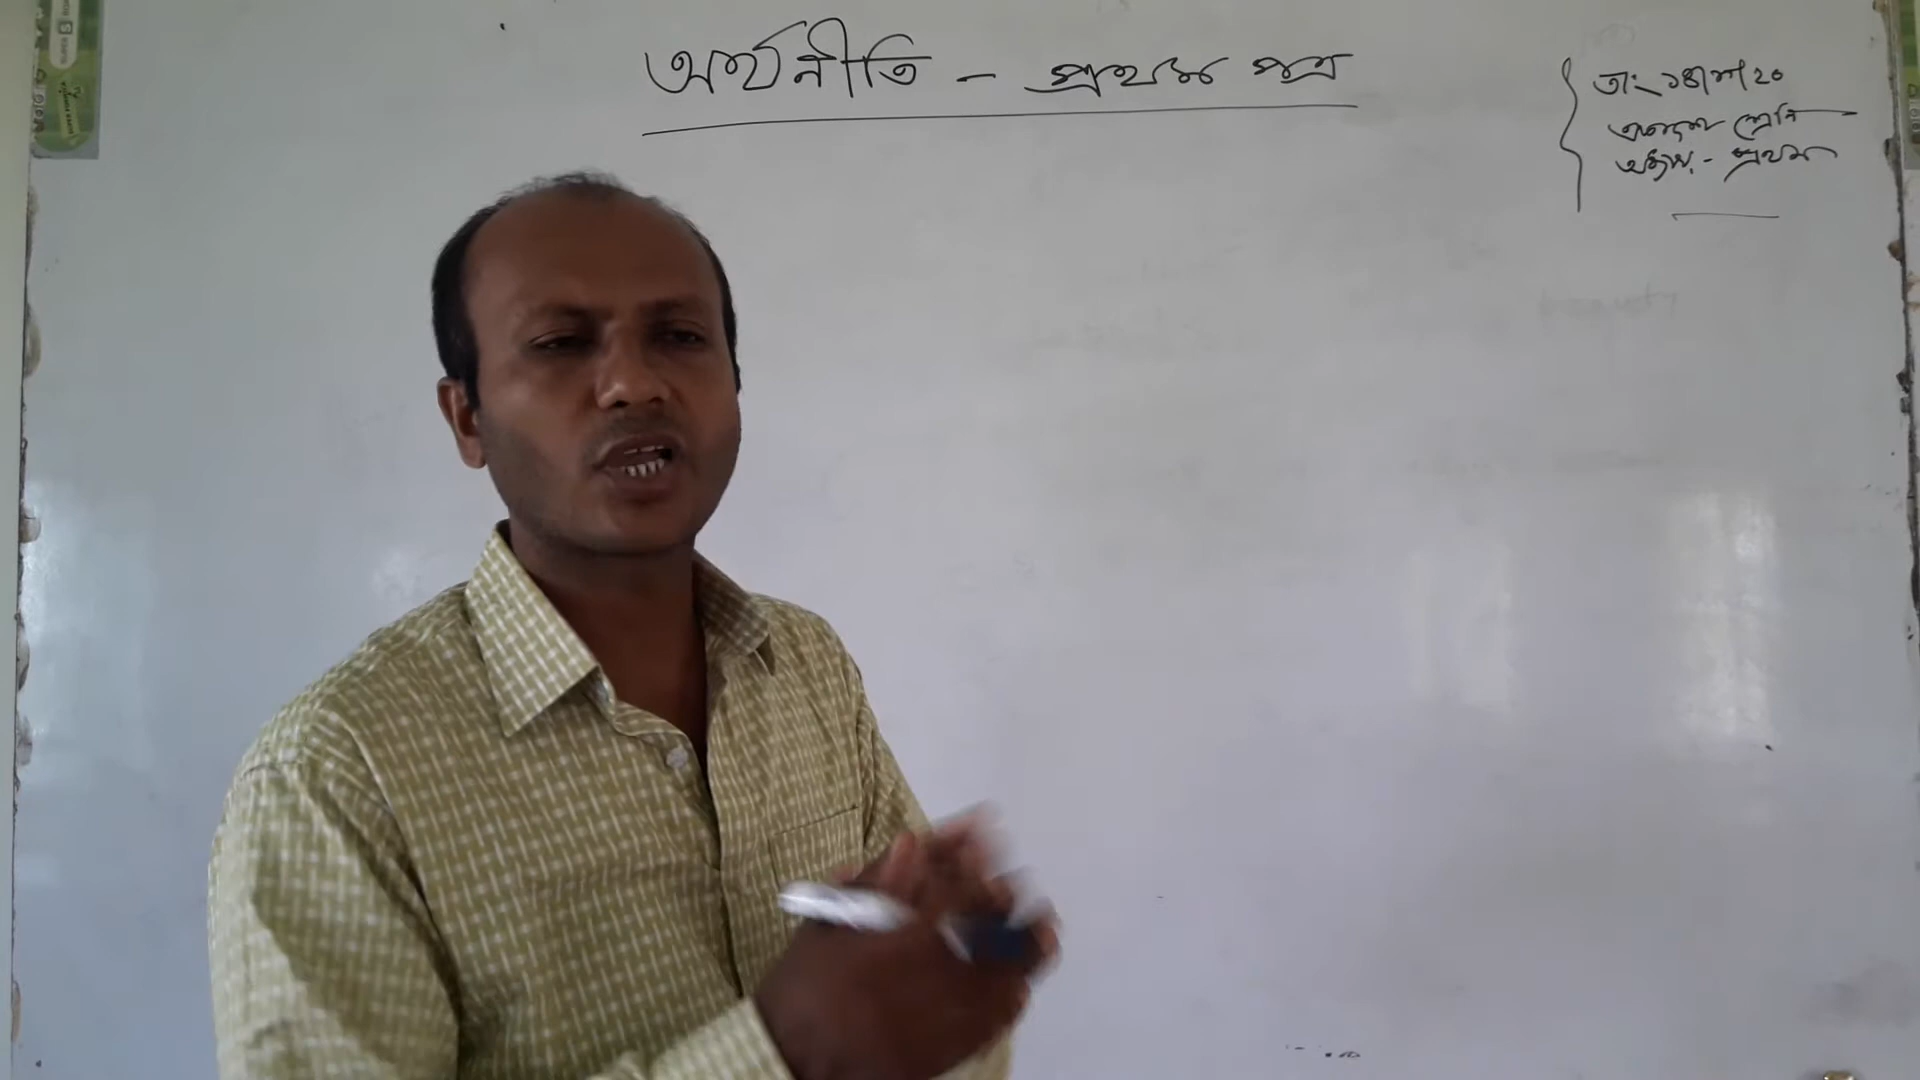 অর্থনীতি - প্রথম পত্র
তাং
একাদশ শ্রেনি
অধ্যায় - প্রথম